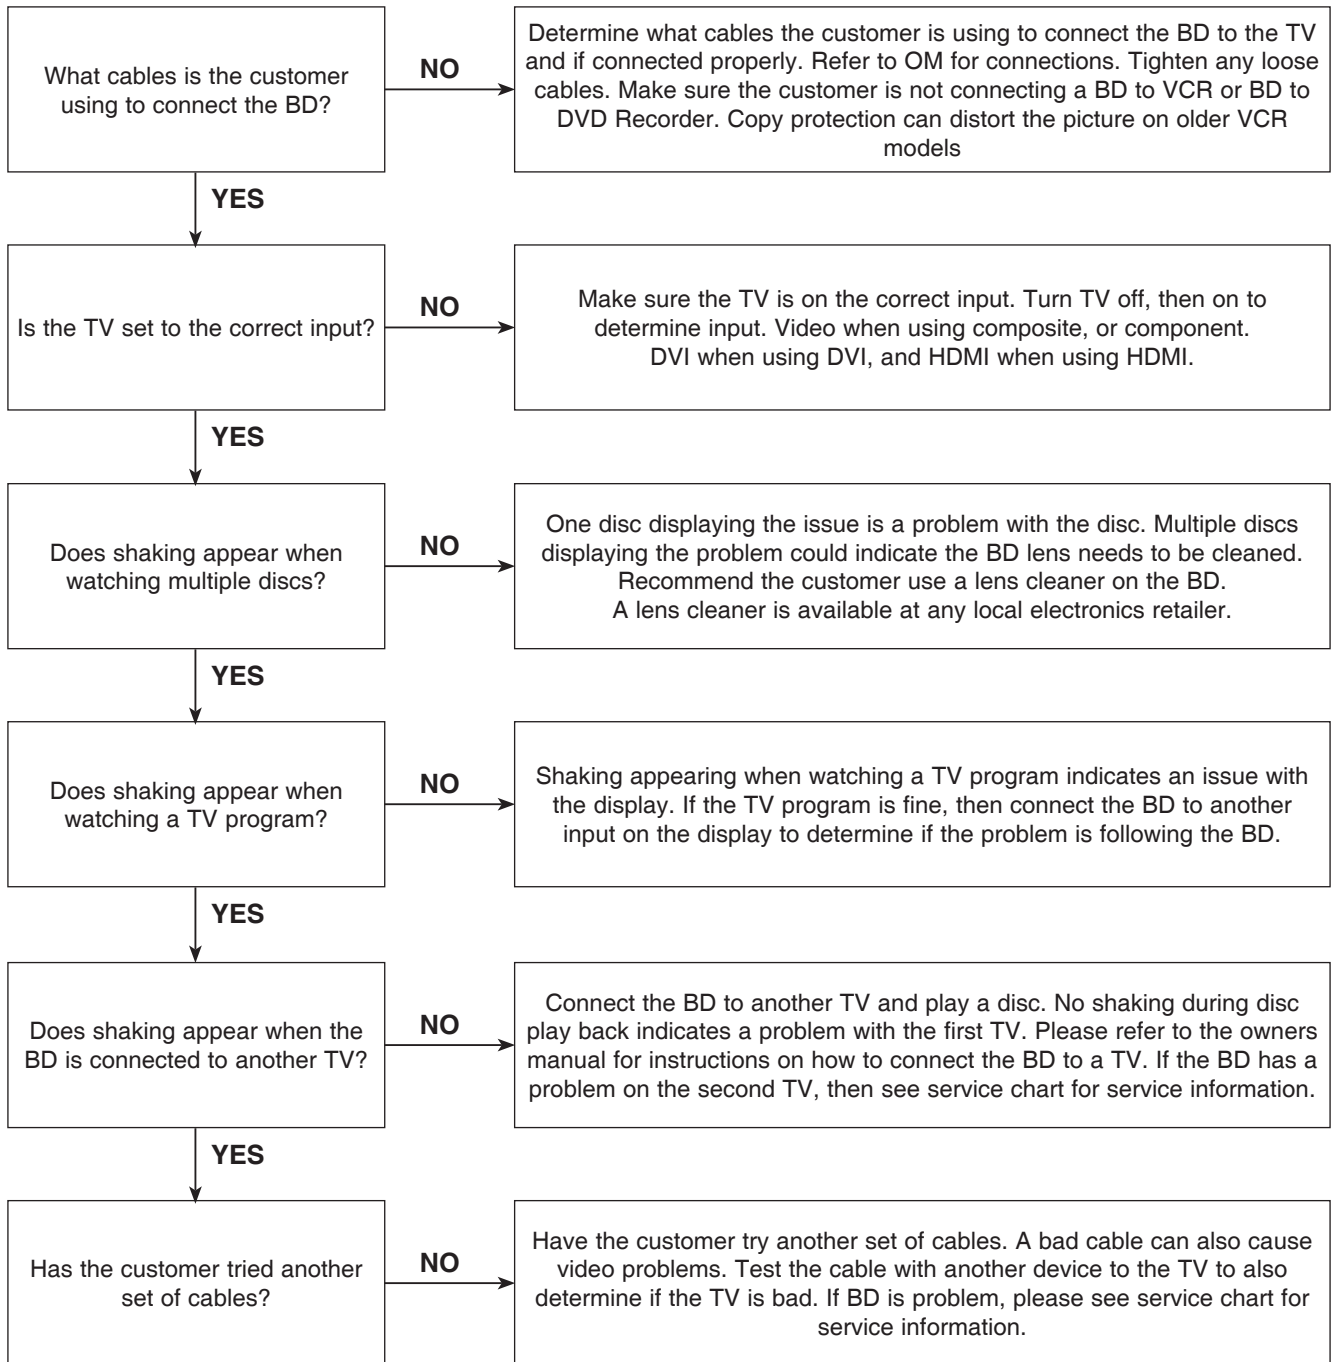 What cables is the customer
using to connect the BD?
NO
Determine what cables the customer is using to connect the BD to the TV
and if connected properly. Refer to OM for connections. Tighten any loose
cables. Make sure the customer is not connecting a BD to VCR or BD to
DVD Recorder. Copy protection can distort the picture on older VCR
models
YES
Is the TV set to the correct input?
NO
Make sure the TV is on the correct input. Turn TV off, then on to
determine input. Video when using composite, or component.
DVI when using DVI, and HDMI when using HDMI.
YES
Does shaking appear when
watching multiple discs?
NO
One disc displaying the issue is a problem with the disc. Multiple discs
displaying the problem could indicate the BD lens needs to be cleaned.
Recommend the customer use a lens cleaner on the BD.
A lens cleaner is available at any local electronics retailer.
YES
Does shaking appear when
watching a TV program?
NO
Shaking appearing when watching a TV program indicates an issue with
the display. If the TV program is fine, then connect the BD to another
input on the display to determine if the problem is following the BD.
YES
Does shaking appear when the
BD is connected to another TV?
NO
Connect the BD to another TV and play a disc. No shaking during disc
play back indicates a problem with the first TV. Please refer to the owners
manual for instructions on how to connect the BD to a TV. If the BD has a
problem on the second TV, then see service chart for service information.
YES
Has the customer tried another
set of cables?
NO
Have the customer try another set of cables. A bad cable can also cause
video problems. Test the cable with another device to the TV to also
determine if the TV is bad. If BD is problem, please see service chart for
service information.